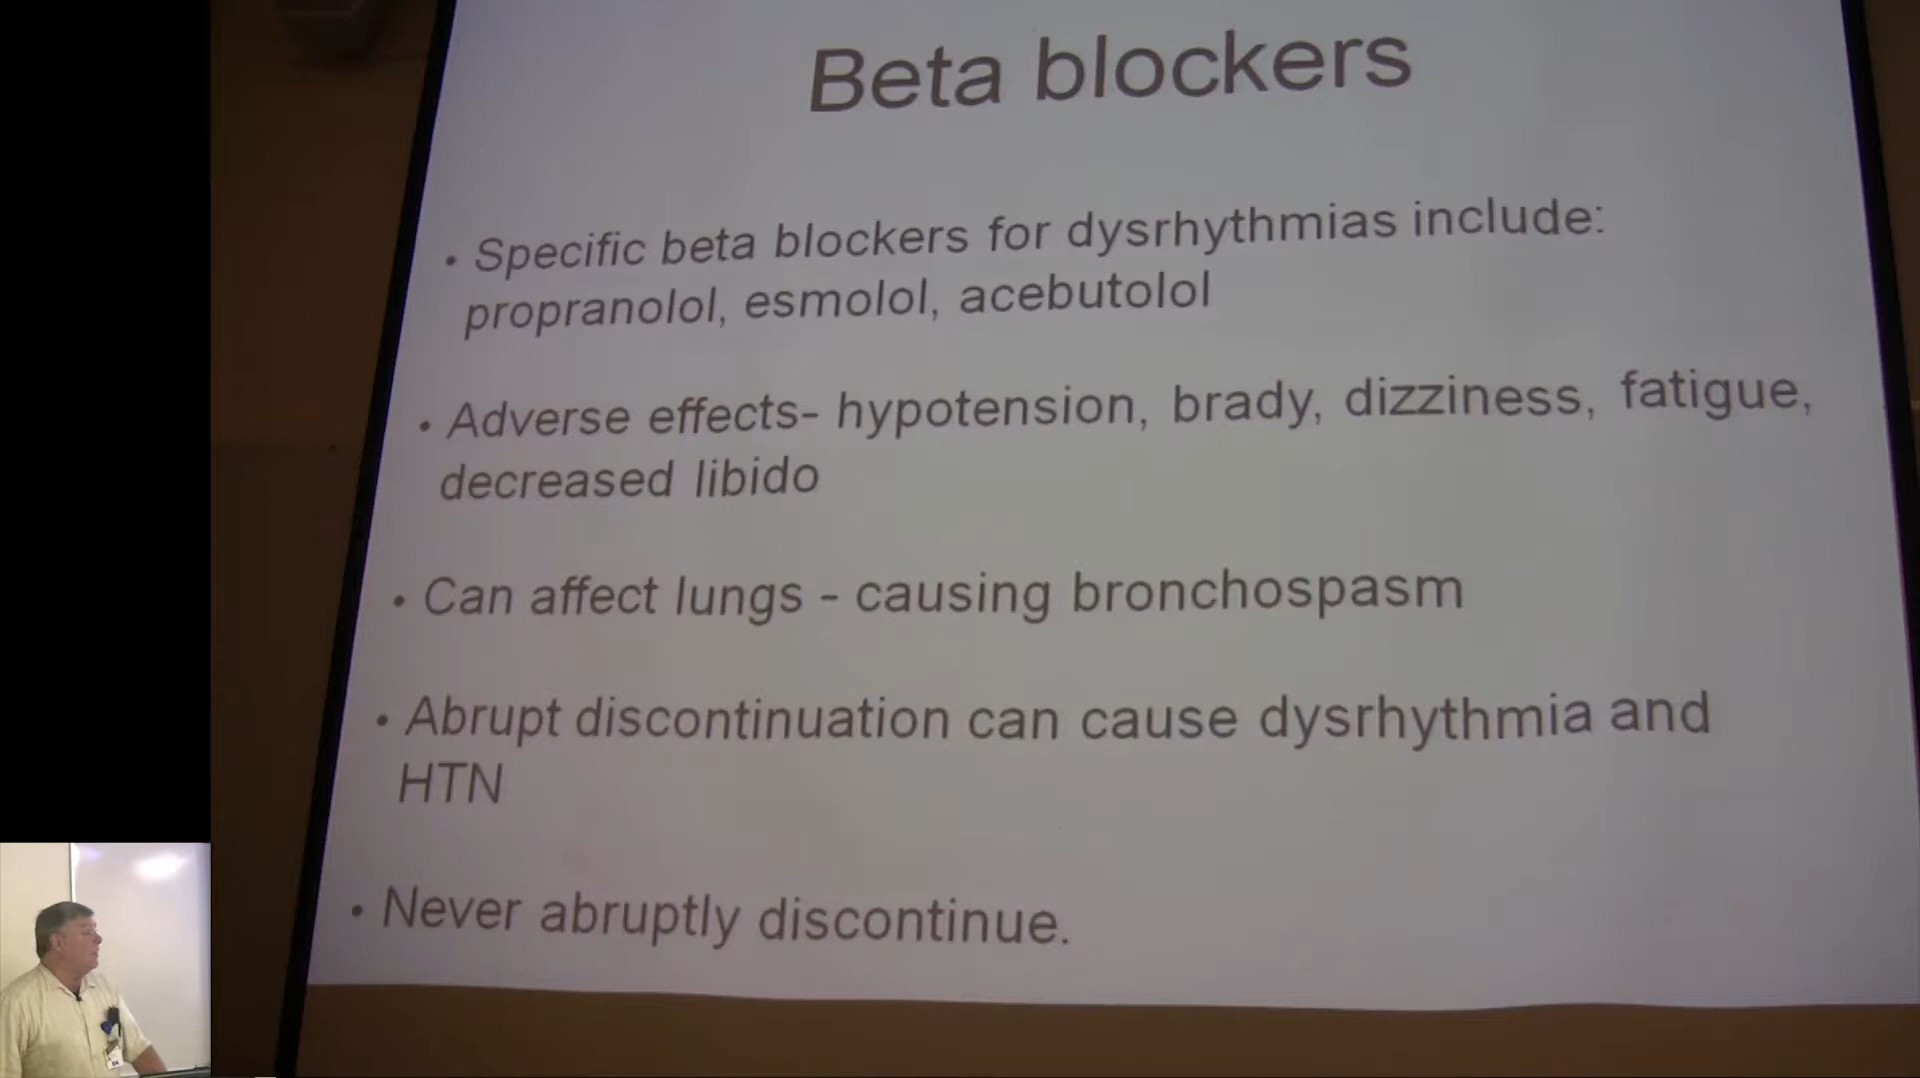 Beta blockers
• Specific beta blockers for dysrhythmias include:
propranolol, esmolol, acebutolol
• Adverse effects- hypotension, brady, dizziness, fatigue,
decreased libido
• Can affect lungs - causing bronchospasm
• Abrupt discontinuation can cause dysrhythmia and
HTN
• Never abruptly discontinue.